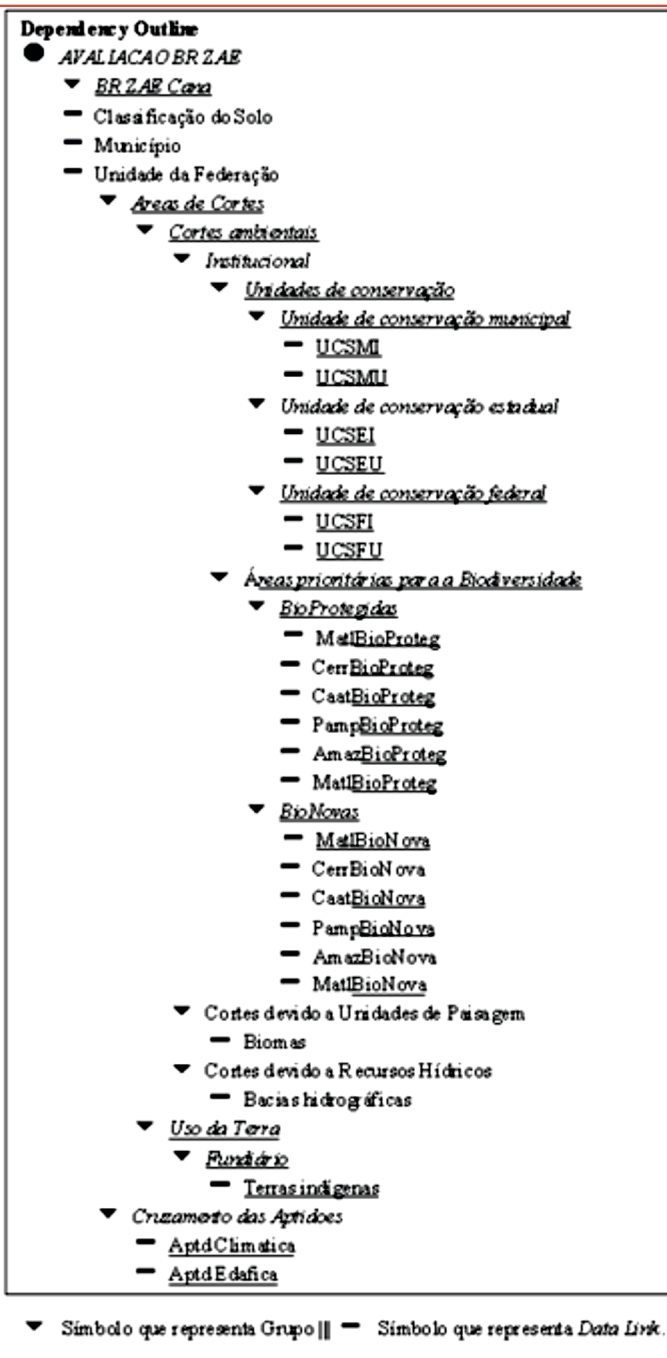 Dependency Outline
AVALIACAO BR ZAE
BR ZAE Cana
Classificação do Solo
Município
Unidade da Federação
Areas de Cortes
Cortes ambientais
Institucional
Unidades de conservação
Unidade de conservação municipal
UCSMI
UCSMU
Unidade de conservação estadual
UCSEI
UCSEU
Unidade de conservação federal
UCSFI
UCSFU
Áreas prioritárias para a Biodiversidade
BioProtegidas
MatlBioProteg
CerrBioProteg
CaatBioProteg
PampBioProteg
AmazBioProteg
MatlBioProteg
BioNovas
MatlBioNova
CerrBioNova
CaatBioNova
PampBioNova
AmazBioNova
MatlBioNova
Cortes devido a Unidades de Paisagem
Biomas
Cortes devido a Recursos Hídricos
Bacias hidrográficas
Uso da Terra
Fundiário
Terras indígenas
Cruzamento das Aptidoes
AptdClimatica
AptdEdafica
Símbolo que representa Grupo ||| Símbolo que representa Data Link.